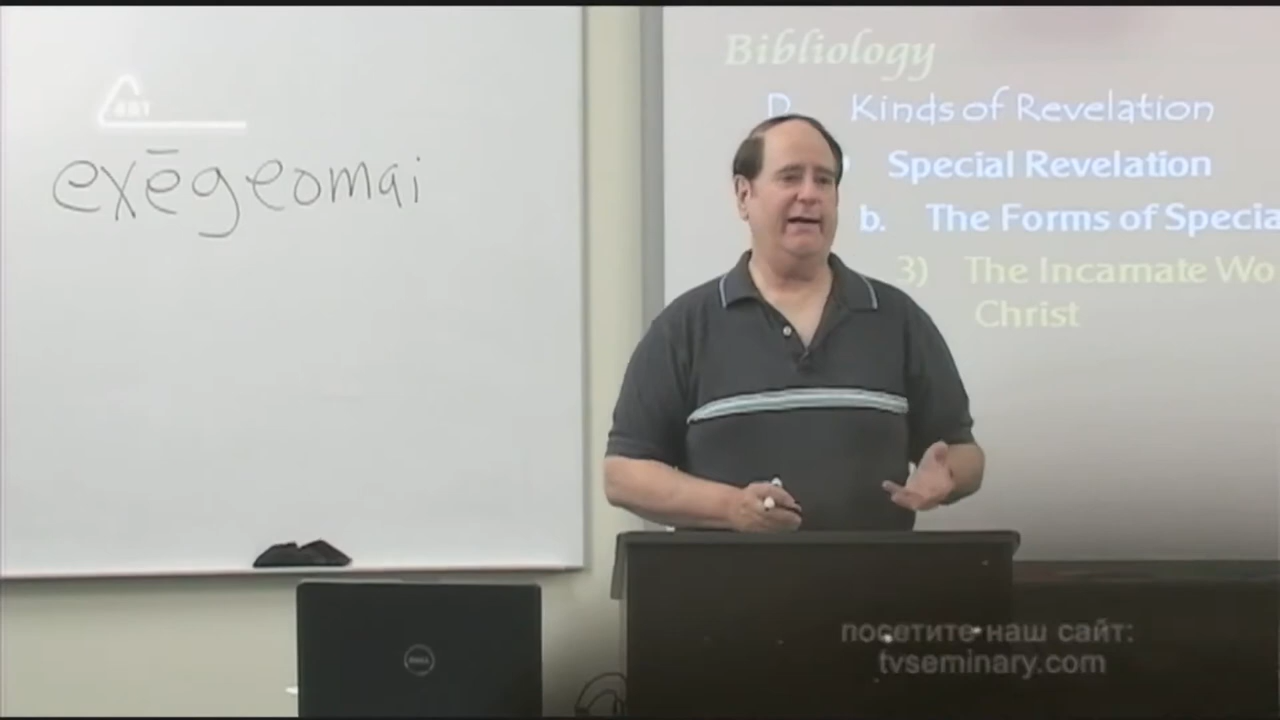 exēgeomai
Bibliology
Kinds of Revelation
Special Revelation
b. The Forms of Specia
3) The Incarnate Wo
Christ
посетите наш сайт:
tvseminary.com
DELL